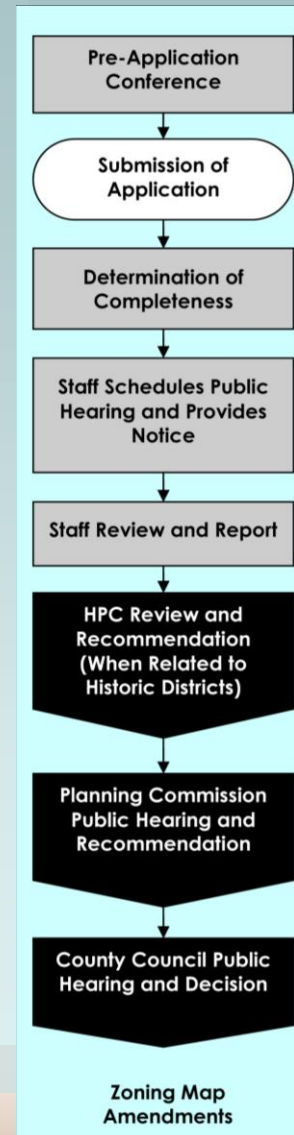 Pre-Application
Conference
Submission of
Application
Determination of
Completeness
Staff Schedules Public
Hearing and Provides
Notice
Staff Review and Report
HPC Review and
Recommendation
(When Related to
Historic Districts)
Planning Commission
Public Hearing and
Recommendation
County Council Public
Hearing and Decision
Zoning Map
Amendments